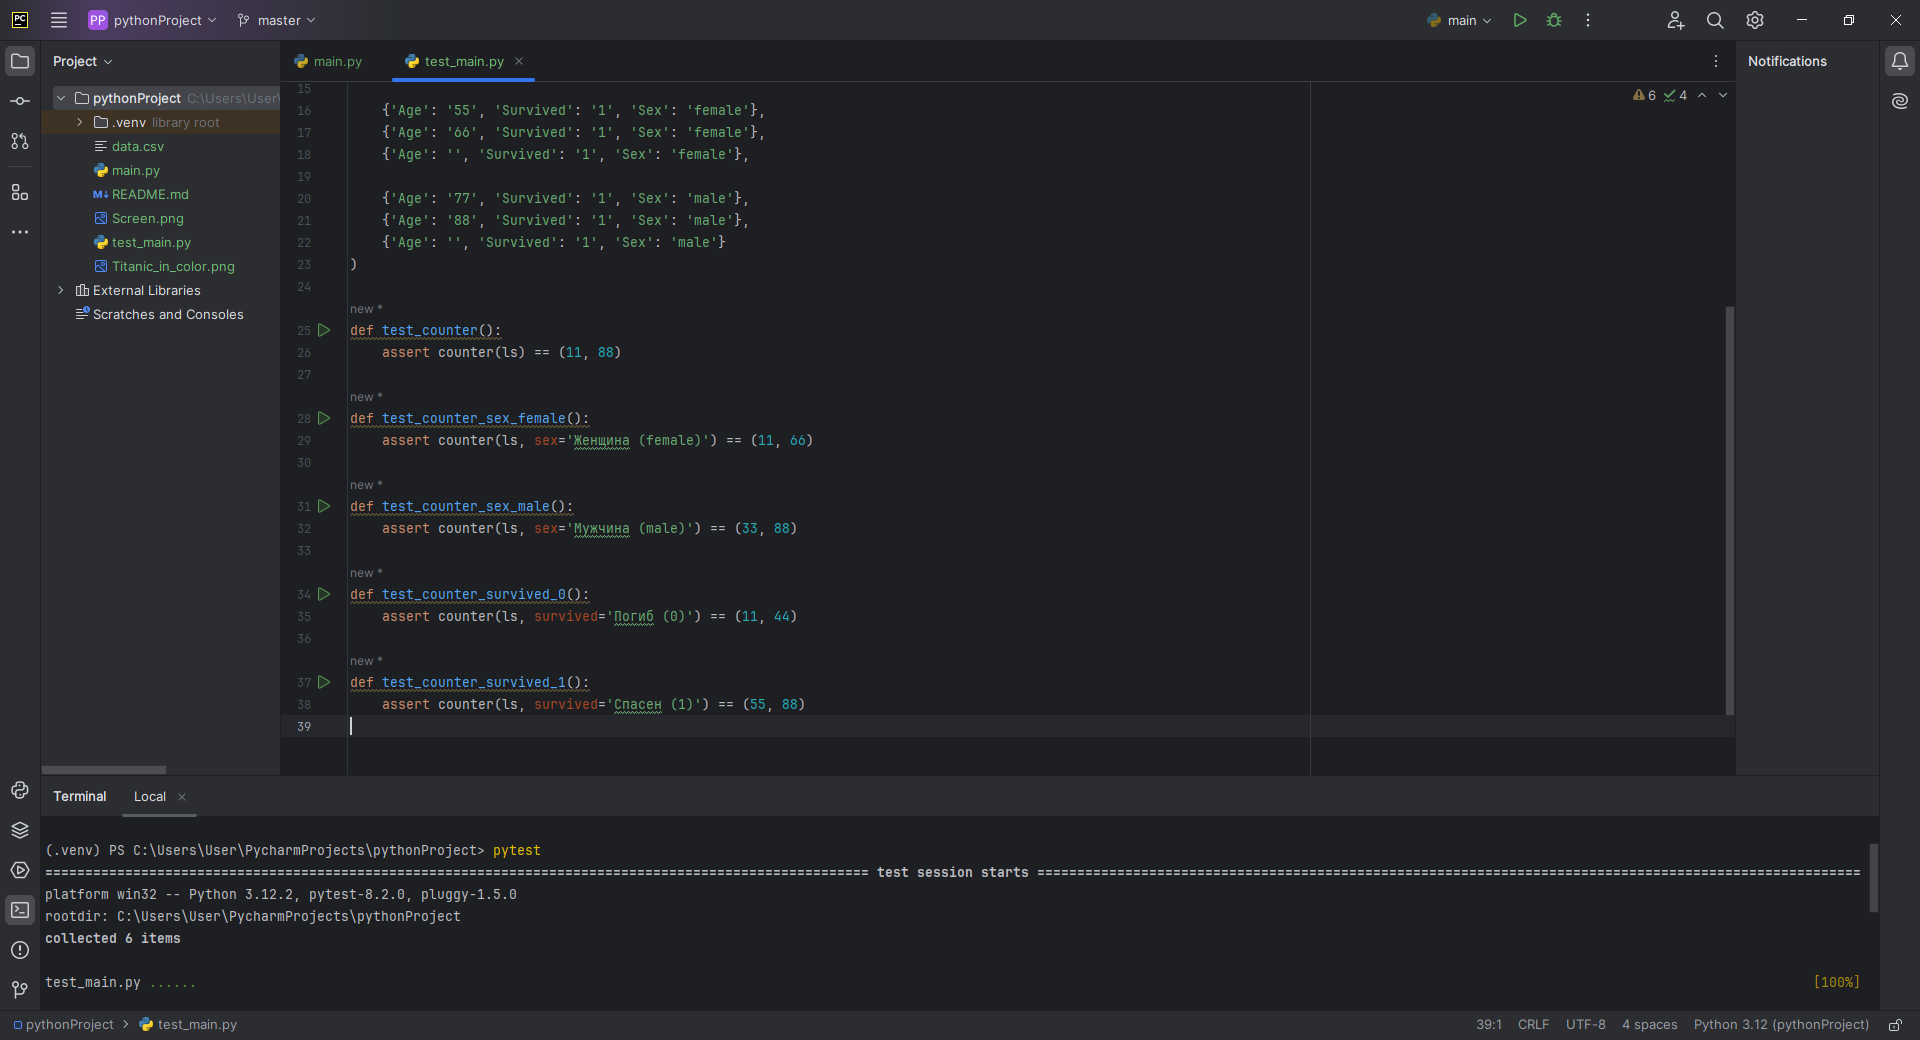 PC PP pythonProject master main
Project
main.py test_main.py
Notifications
pythonProject C:\Users\User\
.venv library root
data.csv
main.py
M↓ README.md
Screen.png
test_main.py
Titanic_in_color.png
External Libraries
Scratches and Consoles
6 4
15
16 {'Age': '55', 'Survived': '1', 'Sex': 'female'},
17 {'Age': '66', 'Survived': '1', 'Sex': 'female'},
18 {'Age': '', 'Survived': '1', 'Sex': 'female'},
19
20 {'Age': '77', 'Survived': '1', 'Sex': 'male'},
21 {'Age': '88', 'Survived': '1', 'Sex': 'male'},
22 {'Age': '', 'Survived': '1', 'Sex': 'male'}
23 )
24
new *
25 def test_counter():
26 assert counter(ls) == (11, 88)
27
new *
28 def test_counter_sex_female():
29 assert counter(ls, sex='Женщина (female)') == (11, 66)
30
new *
31 def test_counter_sex_male():
32 assert counter(ls, sex='Мужчина (male)') == (33, 88)
33
new *
34 def test_counter_survived_0():
35 assert counter(ls, survived='Погиб (0)') == (11, 44)
36
new *
37 def test_counter_survived_1():
38 assert counter(ls, survived='Спасен (1)') == (55, 88)
39
Terminal Local
(.venv) PS C:\Users\User\PycharmProjects\pythonProject> pytest
======================================================================================================= test session starts =======================================================================================================
platform win32 -- Python 3.12.2, pytest-8.2.0, pluggy-1.5.0
rootdir: C:\Users\User\PycharmProjects\pythonProject
collected 6 items
test_main.py ...... [100%]
pythonProject > test_main.py 39:1 CRLF UTF-8 4 spaces Python 3.12 (pythonProject)